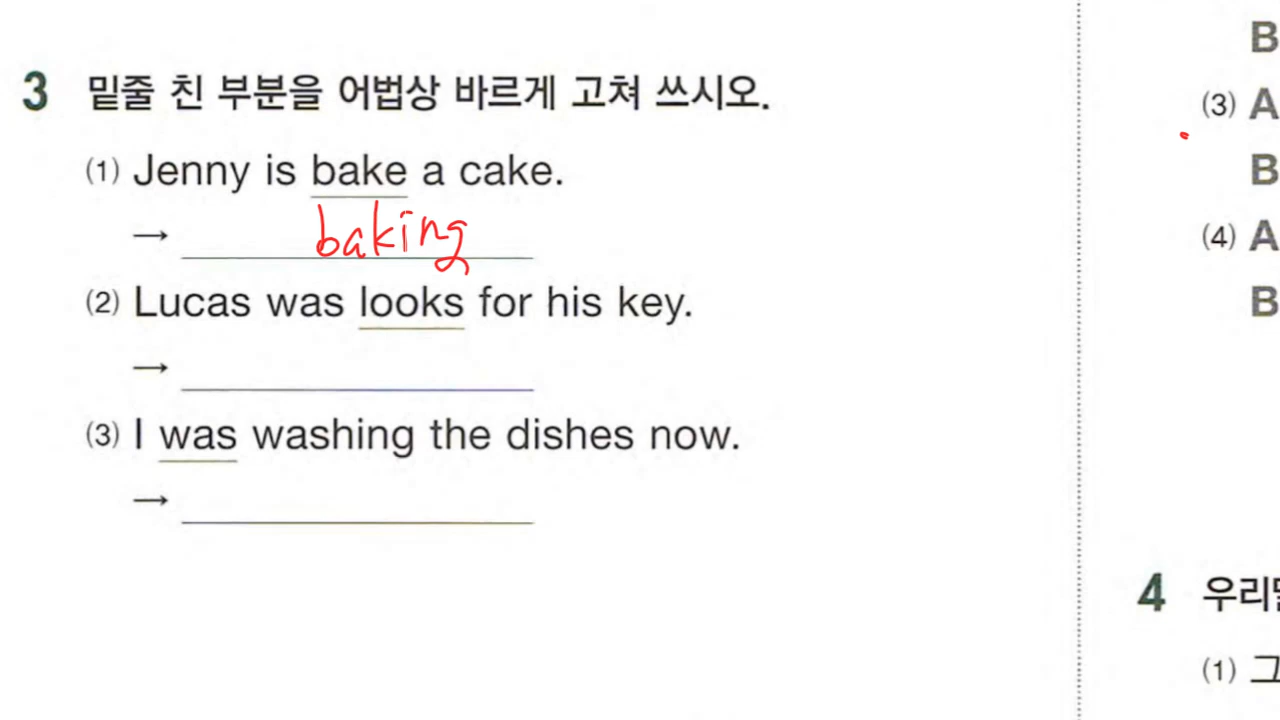 3 밑줄 친 부분을 어법상 바르게 고쳐 쓰시오.
(1) Jenny is bake a cake.
→ baking
(2) Lucas was looks for his key.
→
(3) I was washing the dishes now.
→
B
(3) A
B
(4) A
B
4 우리말
(1) 그